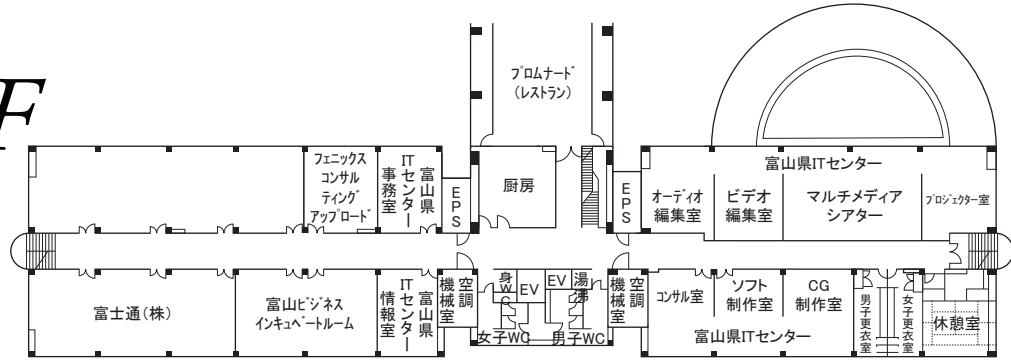 F
プロムナード
（レストラン）
フェニックス
コンサル
ティング
アップロード
富山県
ITセンター
事務室
EPS
厨房
EPS
富山県ITセンター
オーディオ
編集室
ビデオ
編集室
マルチメディア
シアター
プロジェクター室
富士通（株）
富山ビジネス
インキュベートルーム
富山県
ITセンター
情報室
空調
機械室
身WC
EV
EV
湯沸
女子WC
男子WC
空調
機械室
コンサル室
ソフト
制作室
CG
制作室
富山県ITセンター
男子更衣室
女子更衣室
休憩室